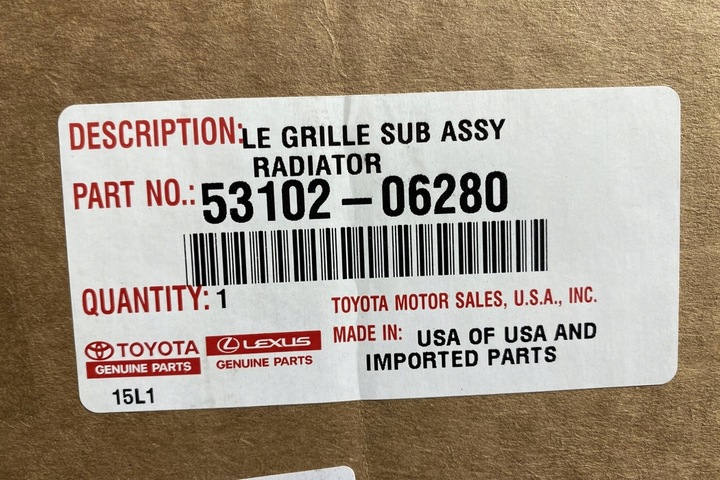 DESCRIPTION: LE GRILLE SUB ASSY
RADIATOR
PART NO.: 53102-06280
QUANTITY: 1
TOYOTA MOTOR SALES, U.S.A., INC.
MADE IN: USA OF USA AND
IMPORTED PARTS
TOYOTA
GENUINE PARTS
LEXUS
GENUINE PARTS
15L1